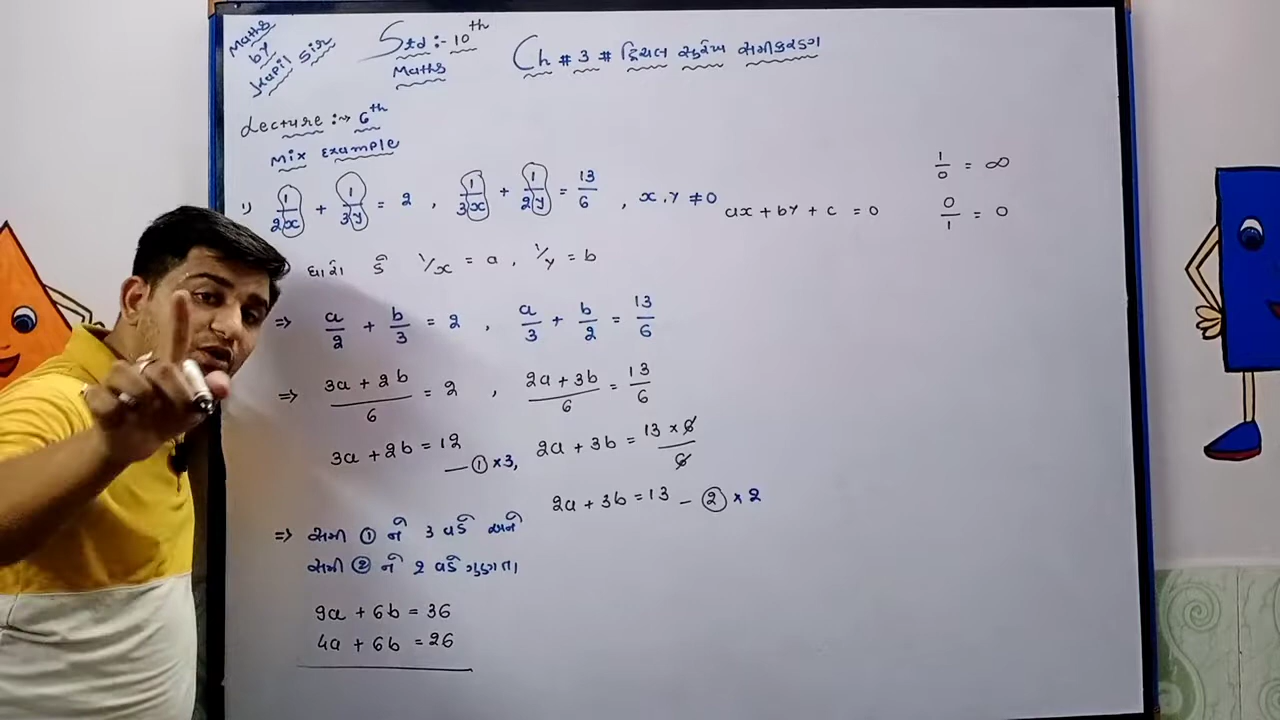 Maths
by
Kapil Sir
Std :- 10th
Maths
Ch # 3 # દ્વિચલ સુરેખ સમીકરણ
Lecture :→ 6th
Mix Example
1) 1/2x + 1/3y = 2 , 1/3x + 1/2y = 13/6 , x, y ≠ 0
ax + by + c = 0
1/0 = ∞
0/1 = 0
ધારો કે 1/x = a, 1/y = b
⇒ a/2 + b/3 = 2 , a/3 + b/2 = 13/6
⇒ (3a + 2b)/6 = 2 , (2a + 3b)/6 = 13/6
3a + 2b = 12 — ① ×3, 2a + 3b = (13 × 6)/6
2a + 3b = 13 – ② × 2
⇒ સમી ① ને 3 વડે અને
સમી ② ને 2 વડે ગુણતા
9a + 6b = 36
4a + 6b = 26